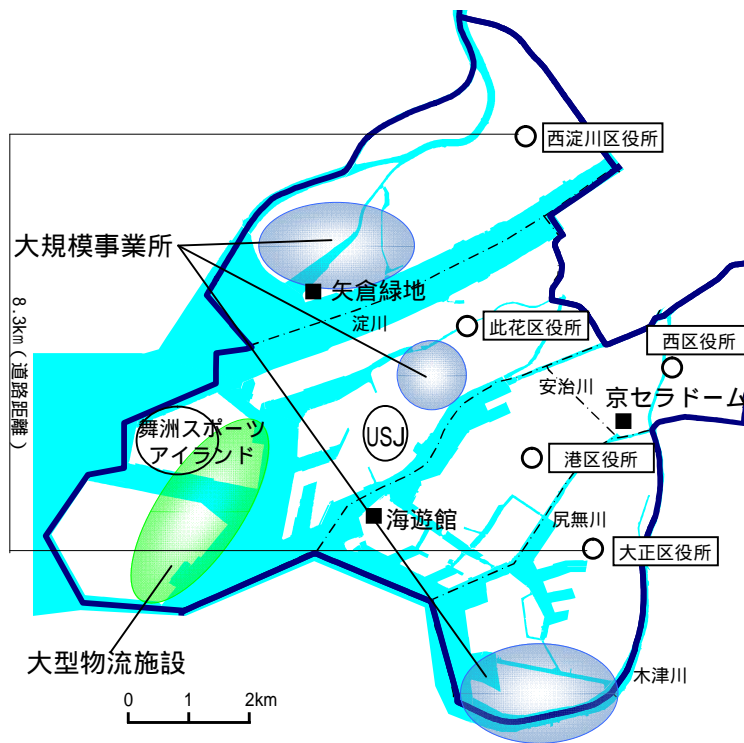 西淀川区役所
大規模事業所
矢倉緑地
淀川
此花区役所
西区役所
8.3km(道路距離)
安治川
京セラドーム
舞洲スポーツ
アイランド
USJ
港区役所
海遊館
尻無川
大正区役所
大型物流施設
木津川
0 1 2km